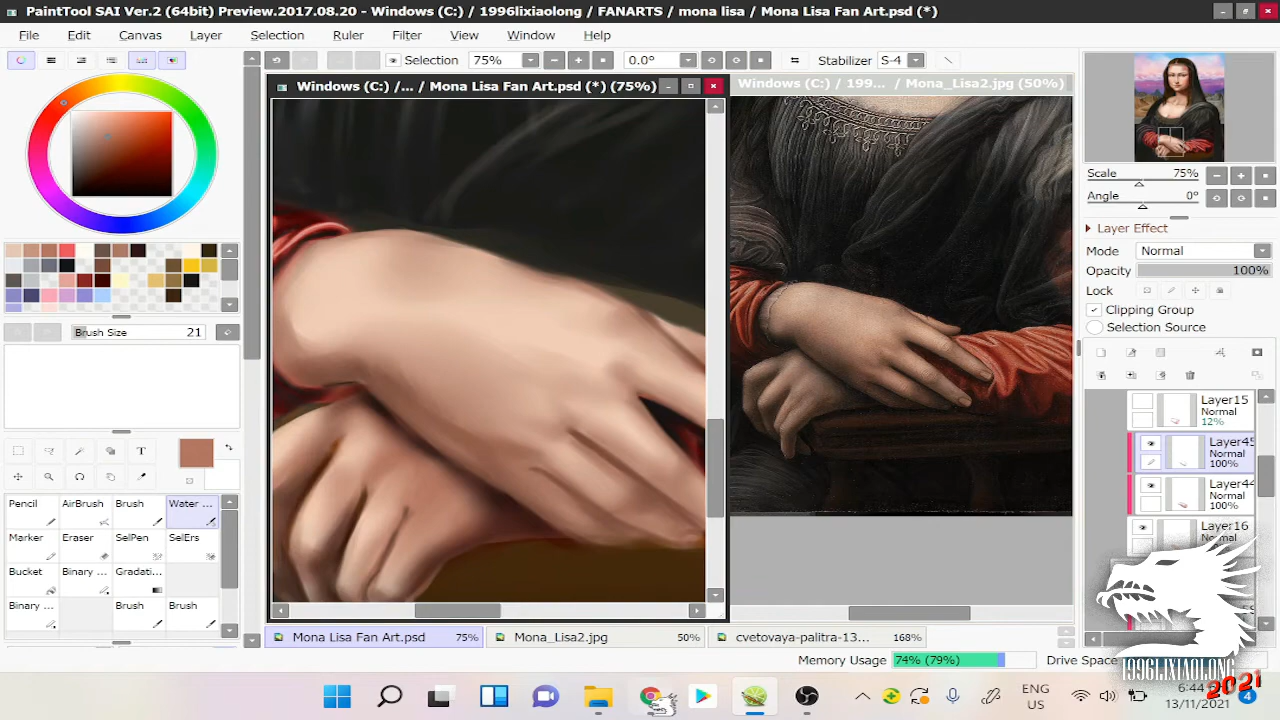 PaintTool SAI Ver.2 (64bit) Preview.2017.08.20 - Windows (C:) / 1996lixiaolong / FANARTS / mona lisa / Mona Lisa Fan Art.psd (*)
File Edit Canvas Layer Selection Filter Ruler View Window Help
Selection 75% 0.0° Stabilizer S-4
Windows (C:) /... / Mona Lisa Fan Art.psd (*) (75%)
Windows (C:) / 199... / Mona_Lisa2.jpg (50%)
Scale 75%
Angle 0°
Layer Effect
Mode Normal
Opacity 100%
Lock
Clipping Group
Selection Source
Brush Size 21
T
Pencil AirBrush Brush Water ...
Marker Eraser SelPen SelErs
Bucket Binary ... Gradati...
Binary ... Brush Brush
Layer15
Normal
12%
Layer45
Normal
100%
Layer44
Normal
100%
Layer16
Normal
Mona Lisa Fan Art.psd 75%
Mona_Lisa2.jpg 50%
cvetovaya-palitra-13... 168%
Memory Usage 74% (79%) Drive Space
1996LIXIAOLONG
2021
ENG
UK
6:44
13/11/2021
4